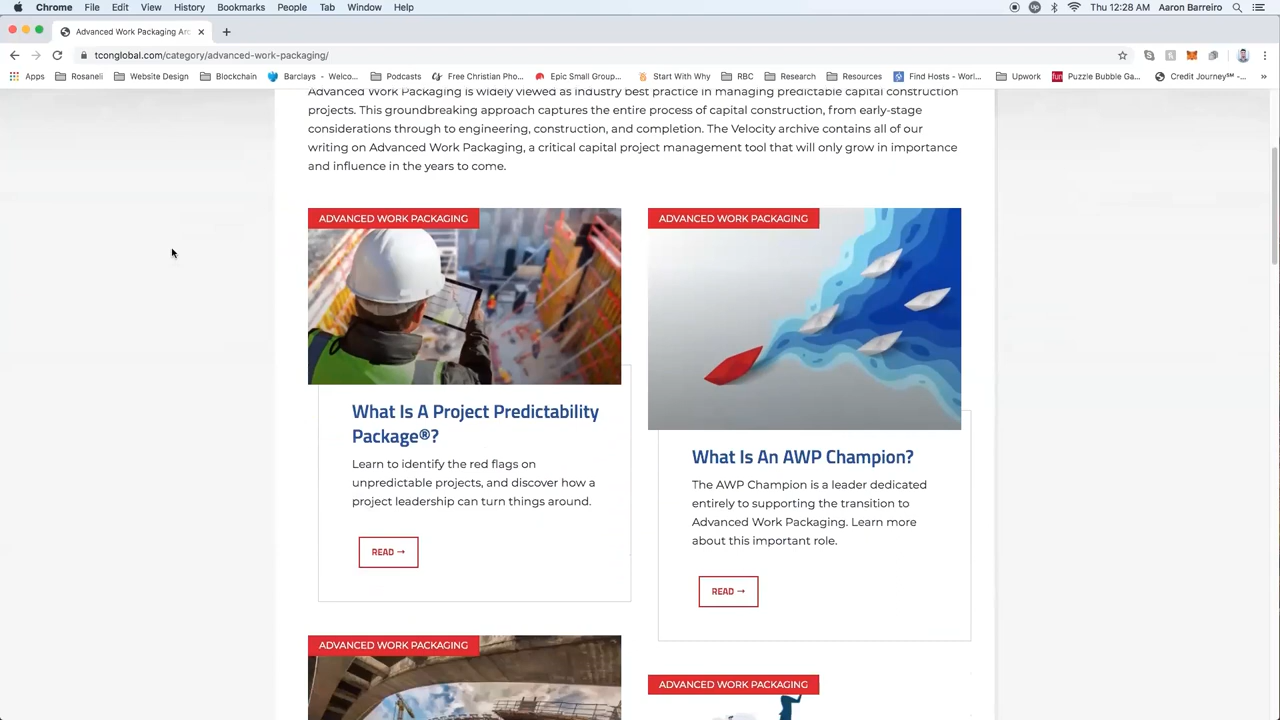 Chrome File Edit View History Bookmarks People Tab Window Help
Thu 12:28 AM Aaron Barreiro
Advanced Work Packaging Arc
tconglobal.com/category/advanced-work-packaging/
Apps Rosaneli Website Design Blockchain Barclays - Welco... Podcasts Free Christian Pho... Epic Small Group... Start With Why RBC Research Resources Find Hosts - Worl... Upwork Puzzle Bubble Ga... Credit Journey℠ -... »
Advanced Work Packaging is widely viewed as industry best practice in managing predictable capital construction
projects. This groundbreaking approach captures the entire process of capital construction, from early-stage
considerations through to engineering, construction, and completion. The Velocity archive contains all of our
writing on Advanced Work Packaging, a critical capital project management tool that will only grow in importance
and influence in the years to come.
ADVANCED WORK PACKAGING
What Is A Project Predictability
Package®?
Learn to identify the red flags on
unpredictable projects, and discover how a
project leadership can turn things around.
READ →
ADVANCED WORK PACKAGING
What Is An AWP Champion?
The AWP Champion is a leader dedicated
entirely to supporting the transition to
Advanced Work Packaging. Learn more
about this important role.
READ →
ADVANCED WORK PACKAGING
ADVANCED WORK PACKAGING